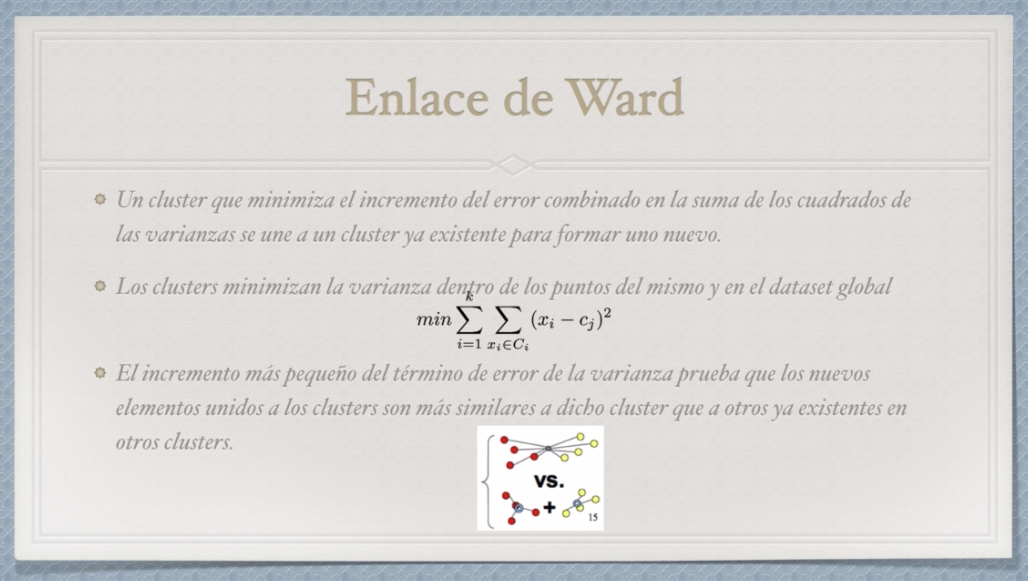 Enlace de Ward
Un cluster que minimiza el incremento del error combinado en la suma de los cuadrados de
las varianzas se une a un cluster ya existente para formar uno nuevo.
Los clusters minimizan la varianza dentro de los puntos del mismo y en el dataset global
min ∑_{i=1}^{k} ∑_{x_i∈C_i} (x_i − c_j)^2
El incremento más pequeño del término de error de la varianza prueba que los nuevos
elementos unidos a los clusters son más similares a dicho cluster que a otros ya existentes en
otros clusters.
vs.
+
15